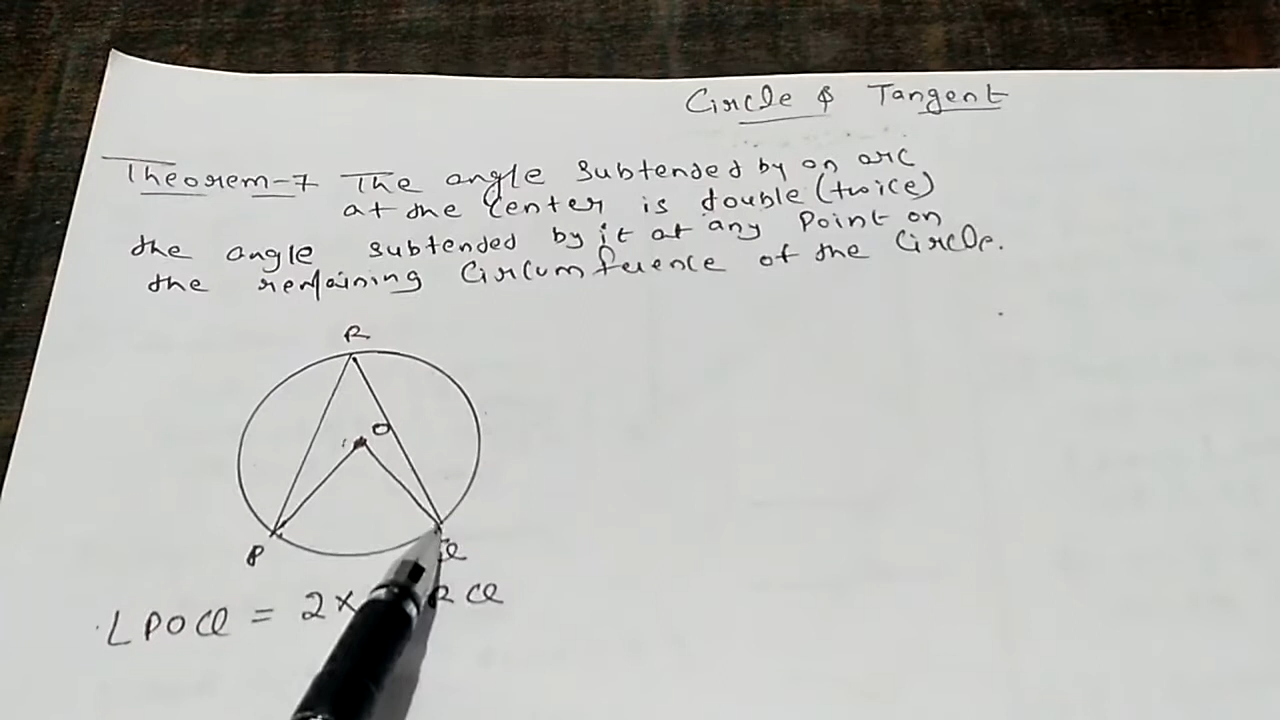 Circle & Tangent
Theorem-7 The angle subtended by an arc
at the center is double (twice)
the angle subtended by it at any Point on
the remaining Circumference of the Circle.
R
O
P
Q
∠POQ = 2× RQ